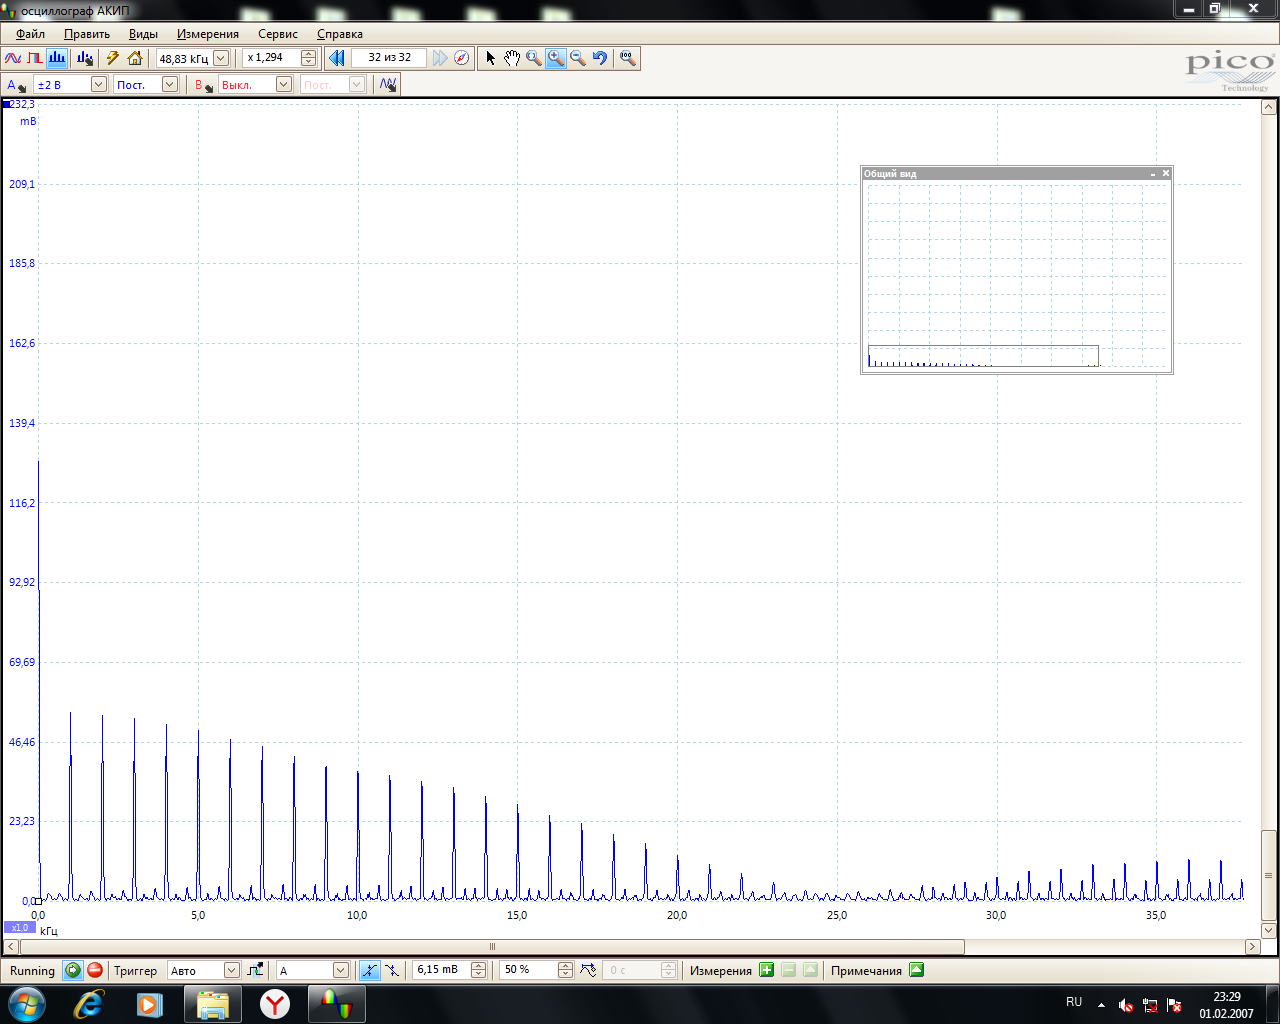 осциллограф АКИП
Файл Править Виды Измерения Сервис Справка
48,83 кГц x 1,294 32 из 32
A ±2 В Пост. B Выкл. Пост.
pico
Technology
232,3
mВ
209,1
185,8
162,6
139,4
116,2
92,92
69,69
46,46
23,23
0,0
Общий вид
0,0 5,0 10,0 15,0 20,0 25,0 30,0 35,0
x1,0 кГц
Running Триггер Авто A 6,15 mВ 50 % 0 с Измерения Примечания
RU 23:29
01.02.2007